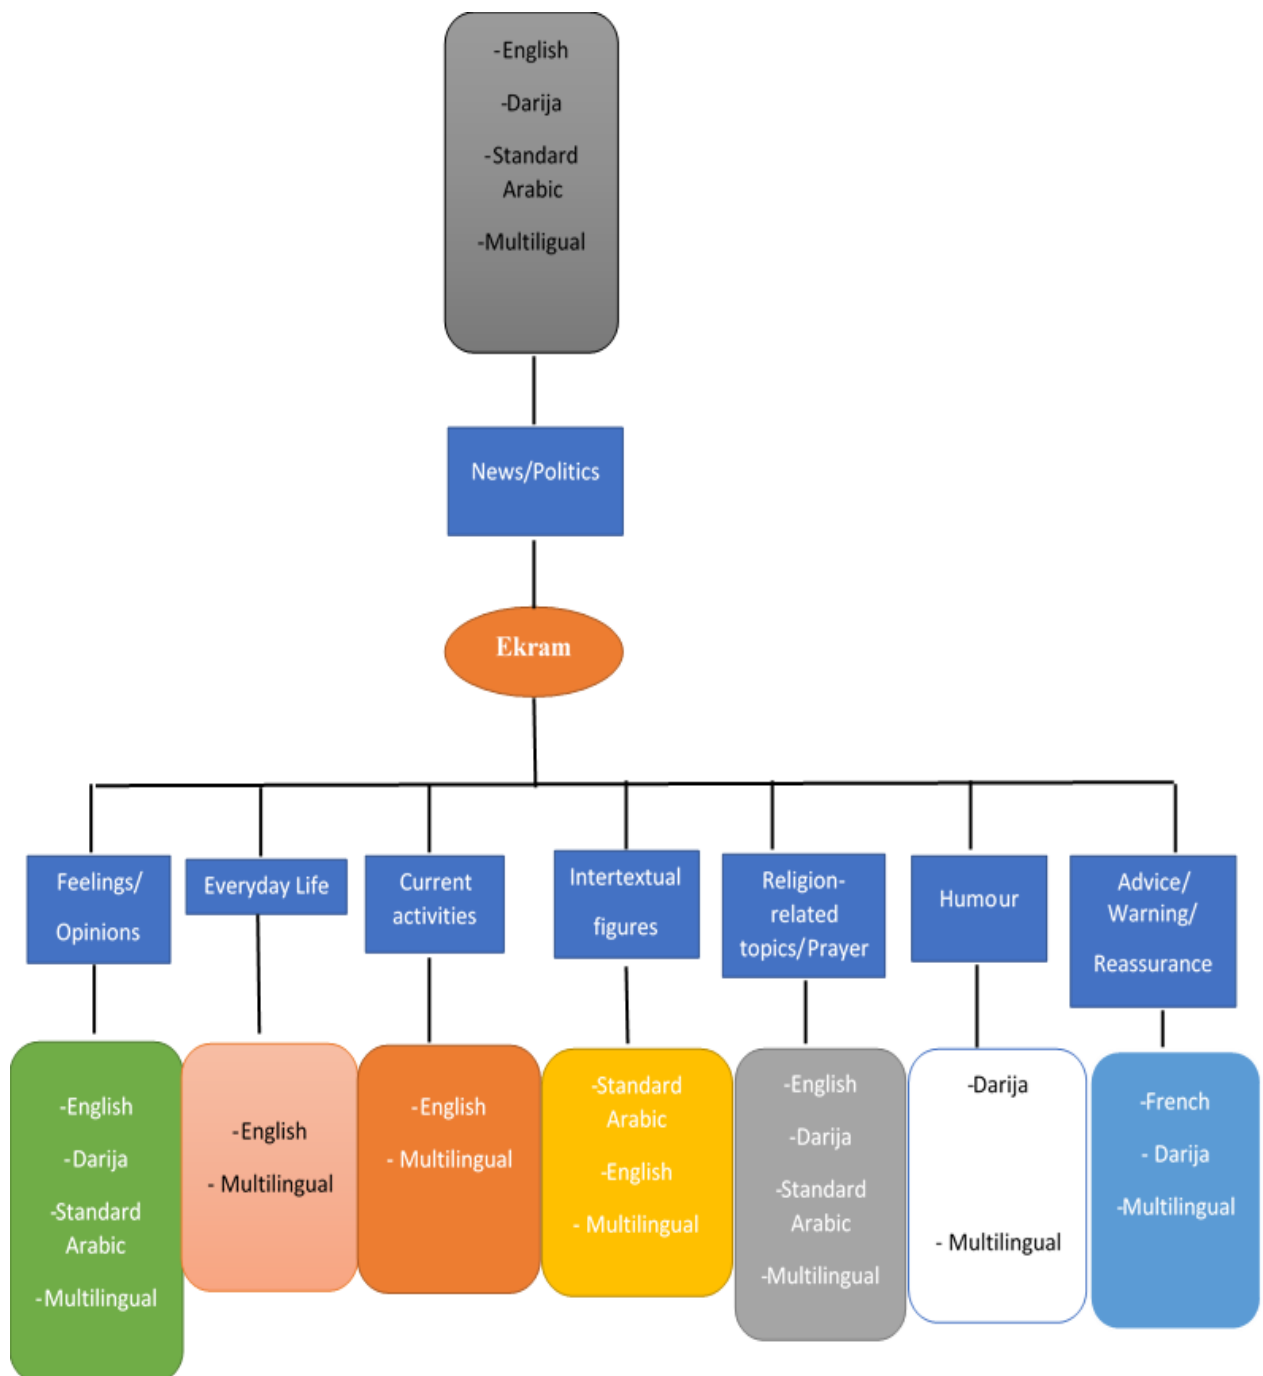 -English
-Darija
-Standard
Arabic
-Multiligual
News/Politics
Ekram
Feelings/
Opinions
Everyday Life
Current
activities
Intertextual
figures
Religion-
related
topics/Prayer
Humour
Advice/
Warning/
Reassurance
-English
-Darija
-Standard
Arabic
-Multilingual
-English
- Multilingual
-English
- Multilingual
-Standard
Arabic
-English
- Multilingual
-English
-Darija
-Standard
Arabic
-Multilingual
-Darija
- Multilingual
-French
- Darija
-Multilingual